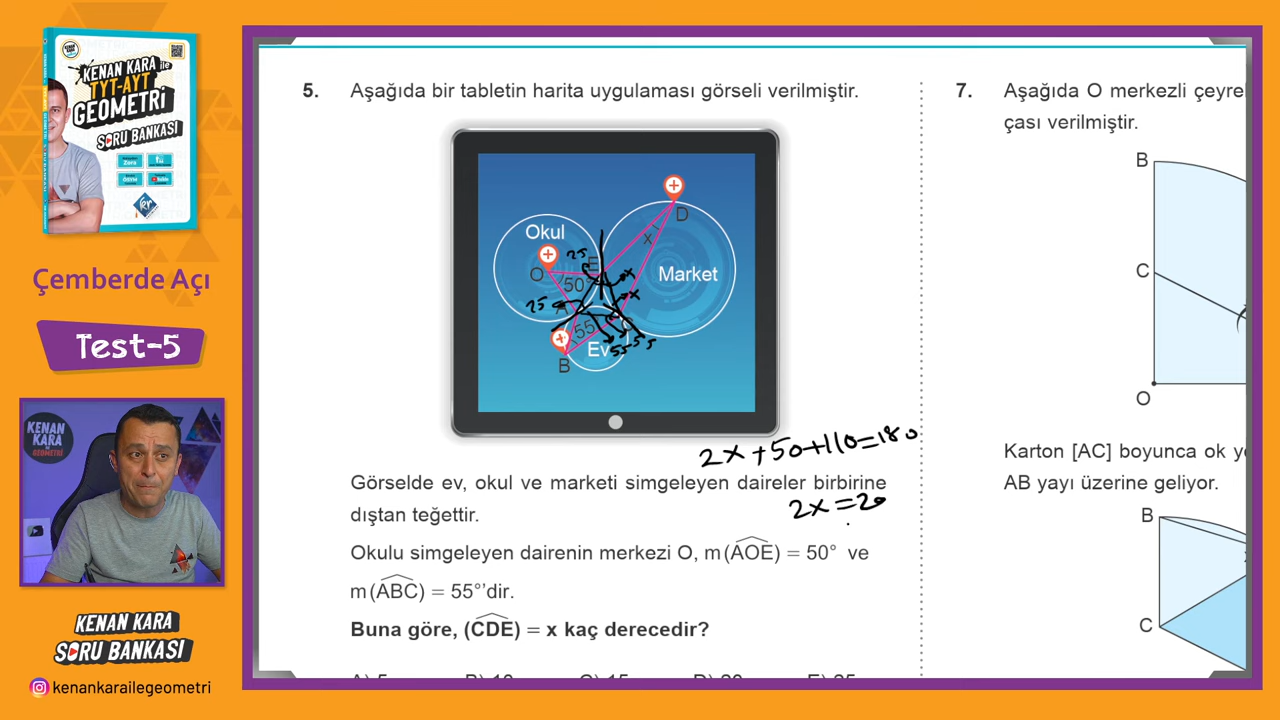 KENAN KARA ile
TYT-AYT
GEOMETRİ
SORU BANKASI
Çemberde Açı
Test-5
KENAN
KARA
GEOMETRİ
KENAN KARA
SORU BANKASI
kenankarailegeometri
5. Aşağıda bir tabletin harita uygulaması görseli verilmiştir.
Okul
O
50
25
25
E
D
x
x
x
Market
A
55
55
55
Ev
B
2x+50+110=180
2x=20
Görselde ev, okul ve marketi simgeleyen daireler birbirine
dıştan teğettir.
Okulu simgeleyen dairenin merkezi O, m(AOE) = 50° ve
m(ABC) = 55°'dir.
Buna göre, (CDE) = x kaç derecedir?
7. Aşağıda O merkezli çeyre
çası verilmiştir.
B
C
O
Karton [AC] boyunca ok y
AB yayı üzerine geliyor.
B
C